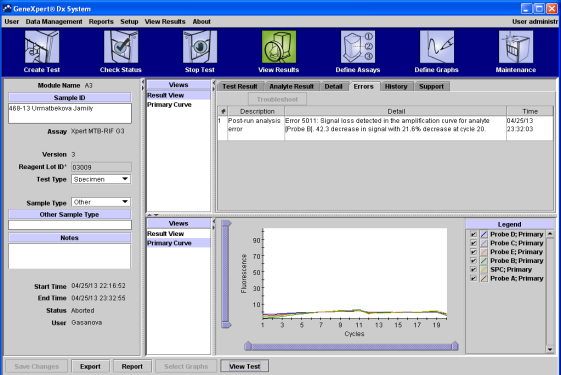 GeneXpert® Dx System
User Data Management Reports Setup View Results About User administr
Create Test Check Status Stop Test View Results Define Assays Define Graphs Maintenance
Module Name A3
Sample ID
468-13 Urmatbekova Jamily
Assay Xpert MTB-RIF G3
Version 3
Reagent Lot ID* 03009
Test Type Specimen
Sample Type Other
Other Sample Type
Notes
Start Time 04/25/13 22:16:52
End Time 04/25/13 23:32:55
Status Aborted
User Gasanova
Views
Result View
Primary Curve
Test Result Analyte Result Detail Errors History Support
Troubleshoot
# Description Detail Time
1 Post-run analysis Error 5011: Signal loss detected in the amplification curve for analyte 04/25/13
error [Probe B]. 42.3 decrease in signal with 21.6% decrease at cycle 20. 23:32:03
Views
Result View
Primary Curve
Fluorescence
90
70
50
30
10
1 3 5 7 9 11 13 15 17 19
Cycles
Legend
Probe D; Primary
Probe C; Primary
Probe E; Primary
Probe B; Primary
SPC; Primary
Probe A; Primary
Save Changes Export Report Select Graphs View Test